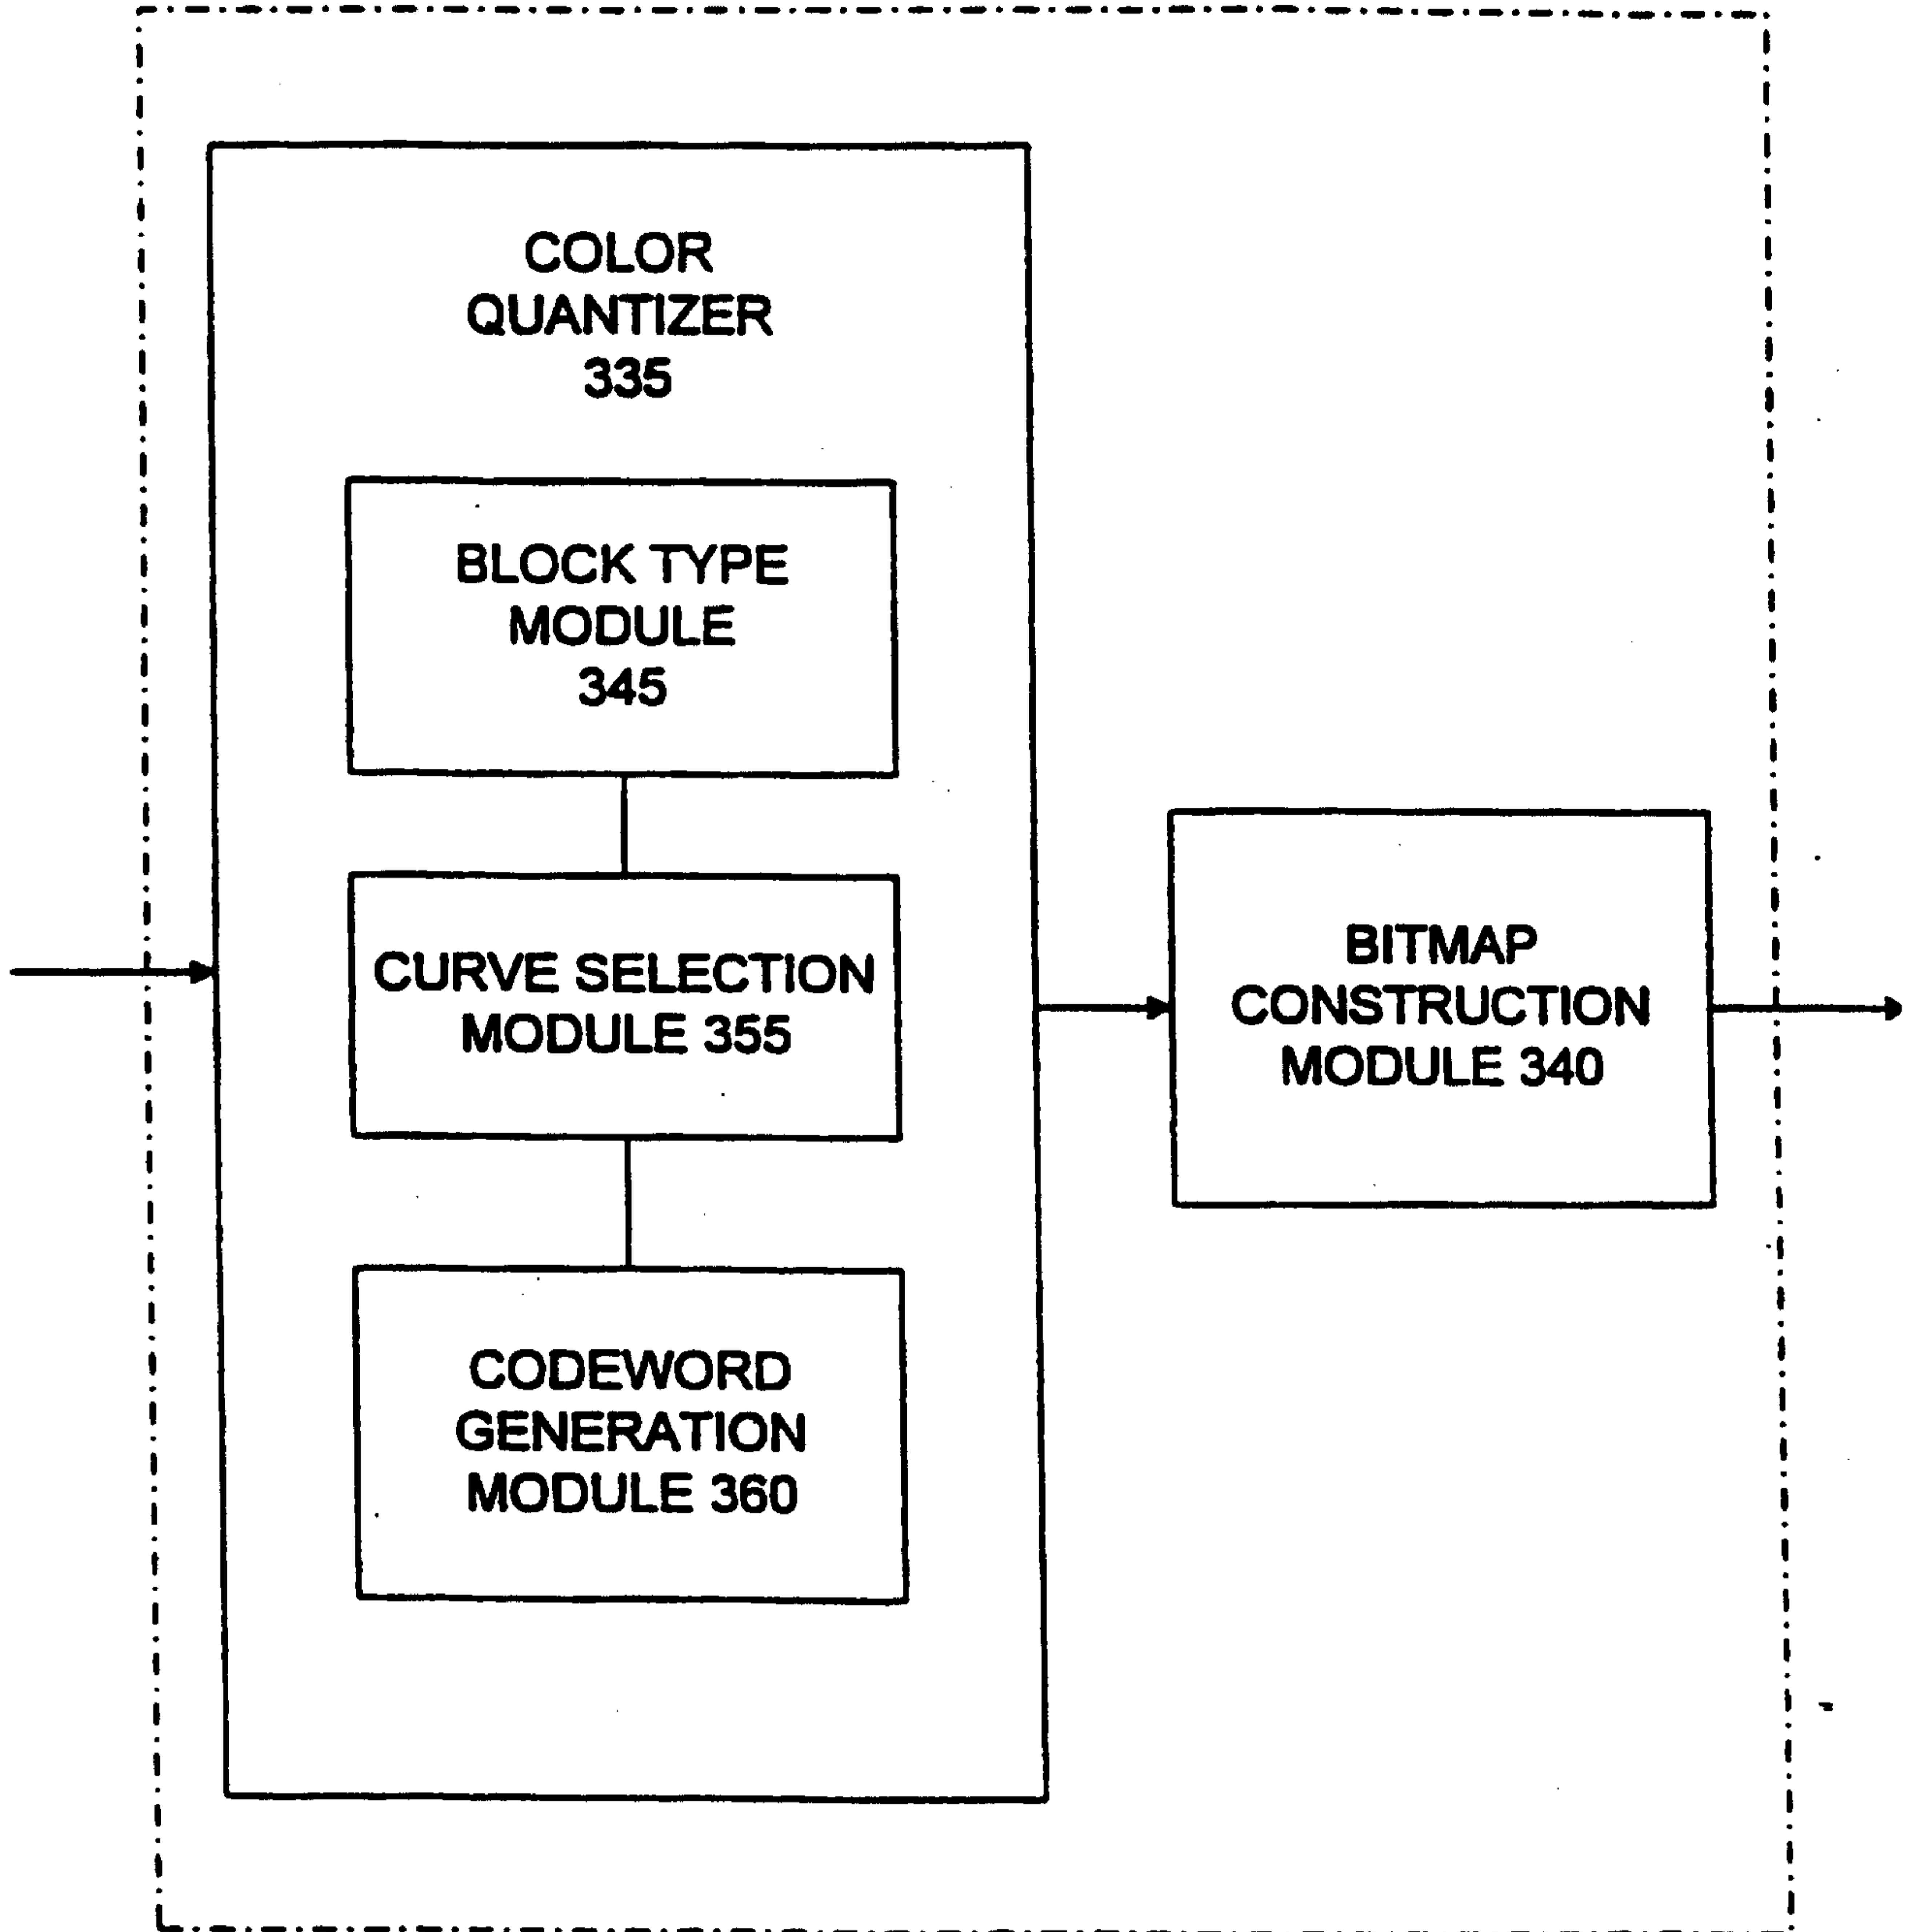 COLOR
QUANTIZER
335
BLOCK TYPE
MODULE
345
CURVE SELECTION
MODULE 355
CODEWORD
GENERATION
MODULE 360
BITMAP
CONSTRUCTION
MODULE 340